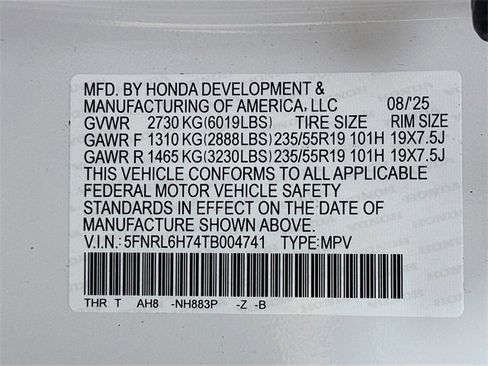 MFD. BY HONDA DEVELOPMENT &
MANUFACTURING OF AMERICA, LLC 08/'25
GVWR 2730 KG(6019LBS) TIRE SIZE RIM SIZE
GAWR F 1310 KG(2888LBS) 235/55R19 101H 19X7.5J
GAWR R 1465 KG(3230LBS) 235/55R19 101H 19X7.5J
THIS VEHICLE CONFORMS TO ALL APPLICABLE
FEDERAL MOTOR VEHICLE SAFETY
STANDARDS IN EFFECT ON THE DATE OF
MANUFACTURE SHOWN ABOVE.
V.I.N.: 5FNRL6H74TB004741 TYPE: MPV
THR T AH8 -NH883P -Z -B